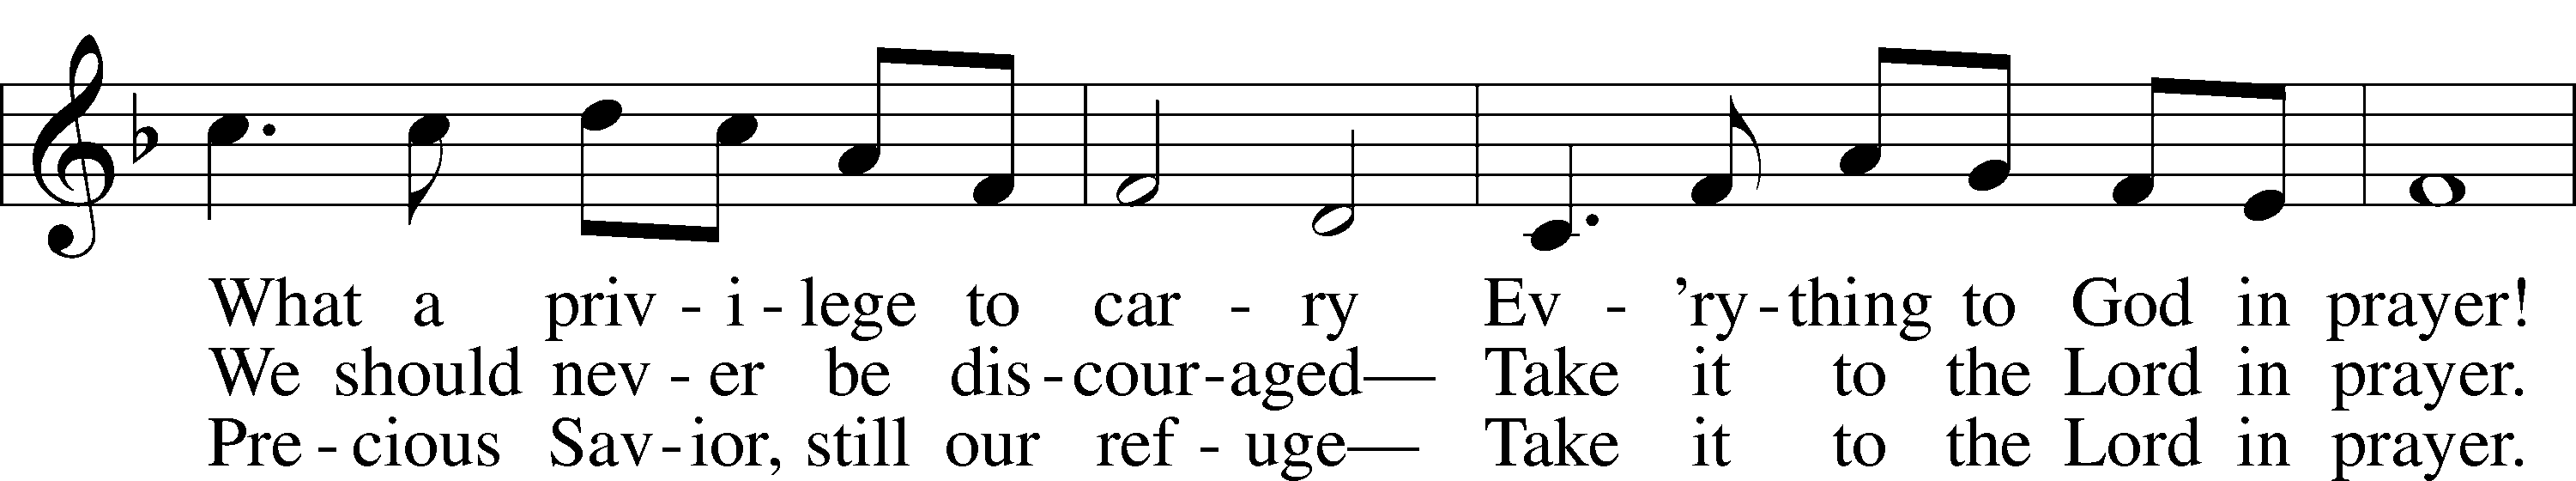 What a priv - i - lege to car - ry Ev - ’ry - thing to God in prayer!
We should nev - er be dis - cour - aged— Take it to the Lord in prayer.
Pre - cious Sav - ior, still our ref - uge— Take it to the Lord in prayer.